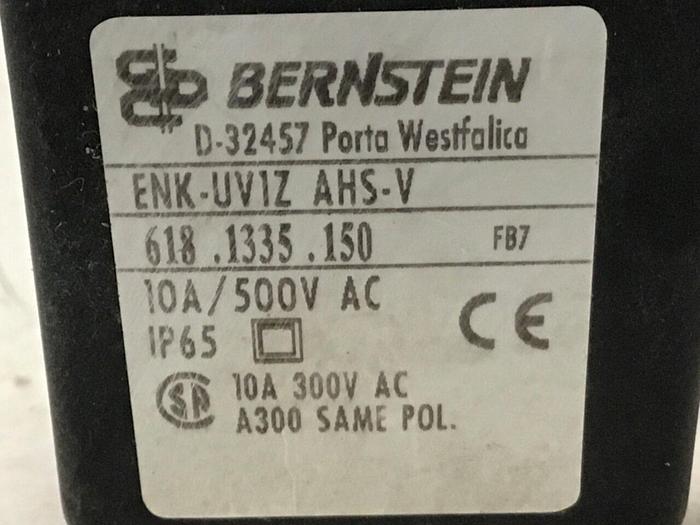 BERNSTEIN
D-32457 Porta Westfalica
ENK-UV1Z AHS-V
618.1335.150 FB7
10A/500V AC
IP65 CE
SA 10A 300V AC
A300 SAME POL.